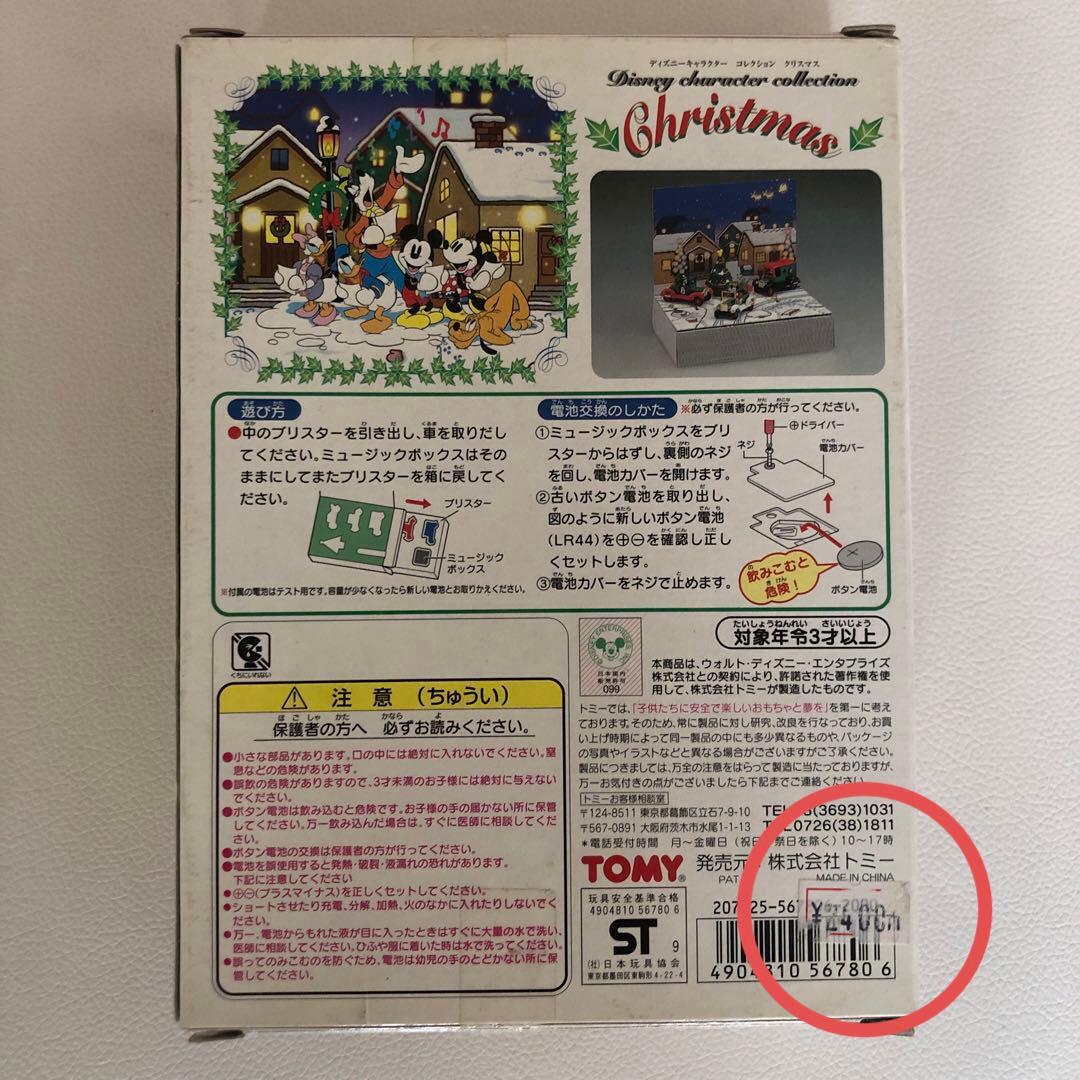 ディズニーキャラクター コレクション クリスマス
Disney character collection
Christmas
遊び方
●中のブリスターを引き出し、車を取りだし
てください。ミュージックボックスはその
ままにしてまたブリスターを箱に戻してく
ださい。
ブリスター
ミュージック
ボックス
※付属の電池はテスト用です。容量が少なくなったら新しい電池とお取りかえください。
電池交換のしかた ※必ず保護者の方が行ってください。
①ミュージックボックスをブリ
スターからはずし、裏側のネジ
を回し、電池カバーを開けます。
②古いボタン電池を取り出し、
図のように新しいボタン電池
(LR44)を⊕⊖を確認し正し
くセットします。
③電池カバーをネジで止めます。
⊕ドライバー
ネジ
電池カバー
飲みこむと
危険!
ボタン電池
くちにいれない
⚠ 注意(ちゅうい)
保護者の方へ 必ずお読みください。
●小さな部品があります。口の中には絶対に入れないでください。窒
息などの危険があります。
●誤飲の危険がありますので、3才未満のお子様には絶対に与えない
でください。
●ボタン電池は飲み込むと危険です。お子様の手の届かない所に保管
してください。万一飲み込んだ場合は、すぐに医師に相談してくだ
さい。
●ボタン電池の交換は保護者の方が行ってください。
●電池を誤使用すると発熱・破裂・液漏れの恐れがあります。
下記に注意してください
●⊕⊖(プラスマイナス)を正しくセットしてください。
●ショートさせたり充電、分解、加熱、火のなかに入れたりしないでく
ださい。
●万一、電池からもれた液が目に入ったときはすぐに大量の水で洗い、
医師に相談してください。ひふや服に着いた時は水で洗ってください。
●誤ってのみこむのを防ぐため、電池は幼児の手のとどかない所に保
管してください。
日本国内
販売許可
099
対象年令3才以上
本商品は、ウォルト・ディズニー・エンタプライズ
株式会社との契約により、許諾された著作権を使
用して、株式会社トミーが製造したものです。
トミーでは、「子供たちに安全で楽しいおもちゃと夢を」を第一に考え
ております。そのため、常に製品に対し研究、改良を行なっており、お買
い上げ時期によって同一製品の中にも多少異なるものや、パッケージ
の写真やイラストなどと異なる場合がございますがご了承ください。
製品につきましては、万全の注意をはらって製造に当たっておりますが、
万一お気付きの点がございましたら下記までご連絡ください。
トミーお客様相談室
〒124-8511 東京都葛飾区立石7-9-10 (3693)1031
〒567-0891 大阪府茨木市水尾1-1-13 0726(38)1811
*電話受付時間 月~金曜日(祝日 祭日を除く)10~17時
TOMY® 発売元 株式会社トミー
PAT MADE IN CHINA
玩具安全基準合格
4904810 56780 6
ST 9
(社)日本玩具協会
東京都墨田区東駒形4-22-4
¥2400
4904810 567806